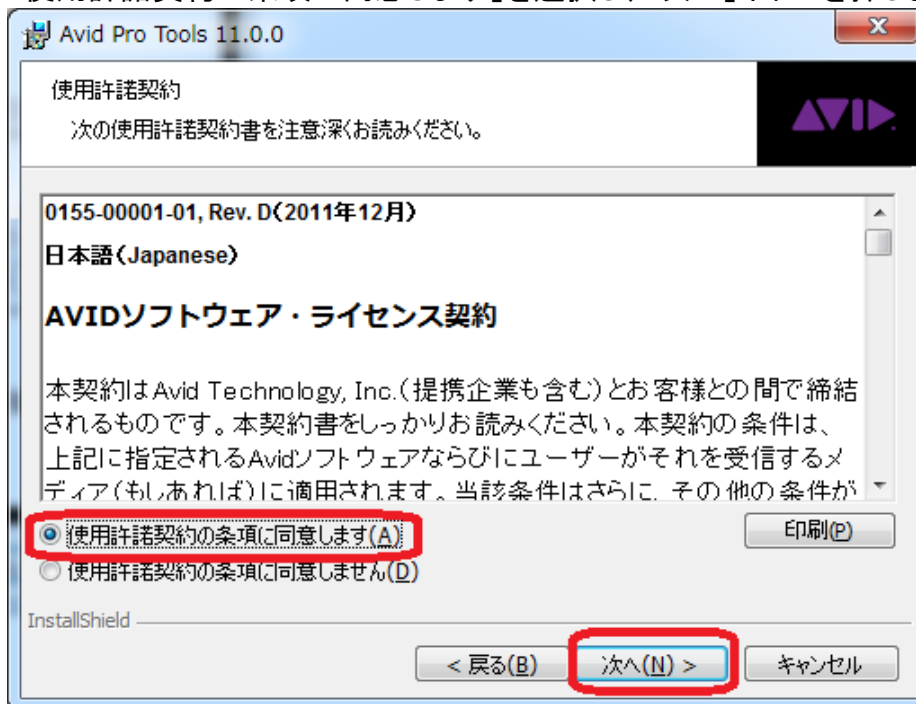 Avid Pro Tools 11.0.0
使用許諾契約
次の使用許諾契約書を注意深くお読みください。
AVID
0155-00001-01, Rev. D(2011年12月)
日本語(Japanese)
AVIDソフトウェア・ライセンス契約
本契約はAvid Technology, Inc.(提携企業も含む)とお客様との間で締結
されるものです。本契約書をしっかりお読みください。本契約の条件は、
上記に指定されるAvidソフトウェアならびにユーザーがそれを受信するメ
ディア(もしあれば)に適用されます。当該条件はさらに、その他の条件が
使用許諾契約の条項に同意します(A)
印刷(P)
使用許諾契約の条項に同意しません(D)
InstallShield
< 戻る(B)
次へ(N) >
キャンセル